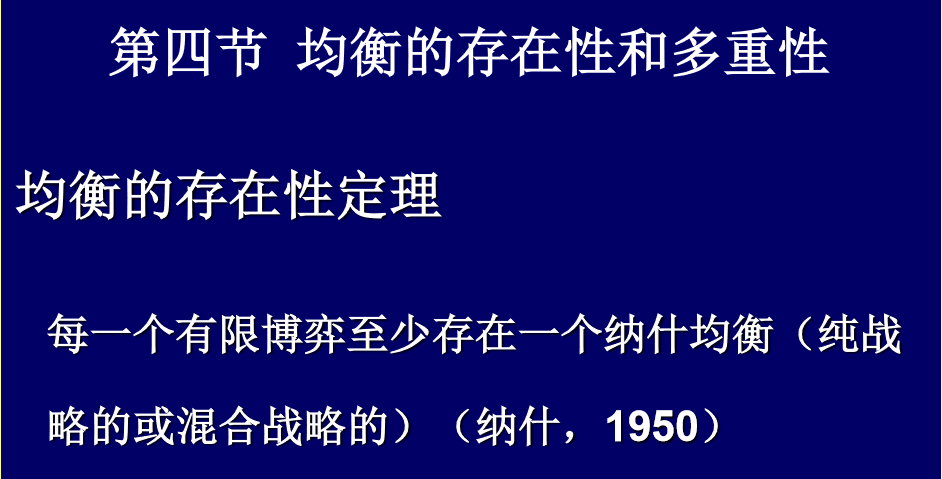 第四节 均衡的存在性和多重性
均衡的存在性定理
每一个有限博弈至少存在一个纳什均衡（纯战
略的或混合战略的）（纳什，1950）